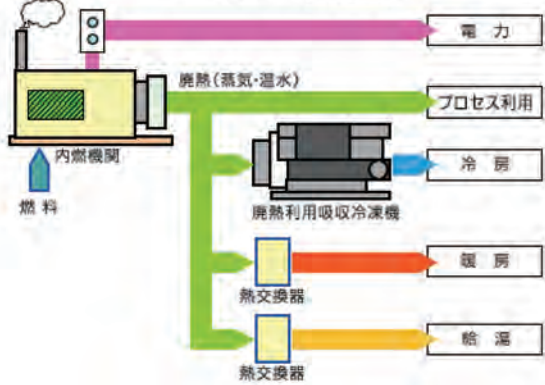 電 力
廃熱(蒸気・温水)
プロセス利用
内燃機関
冷 房
燃 料
廃熱利用吸収冷凍機
暖 房
熱交換器
給 湯
熱交換器